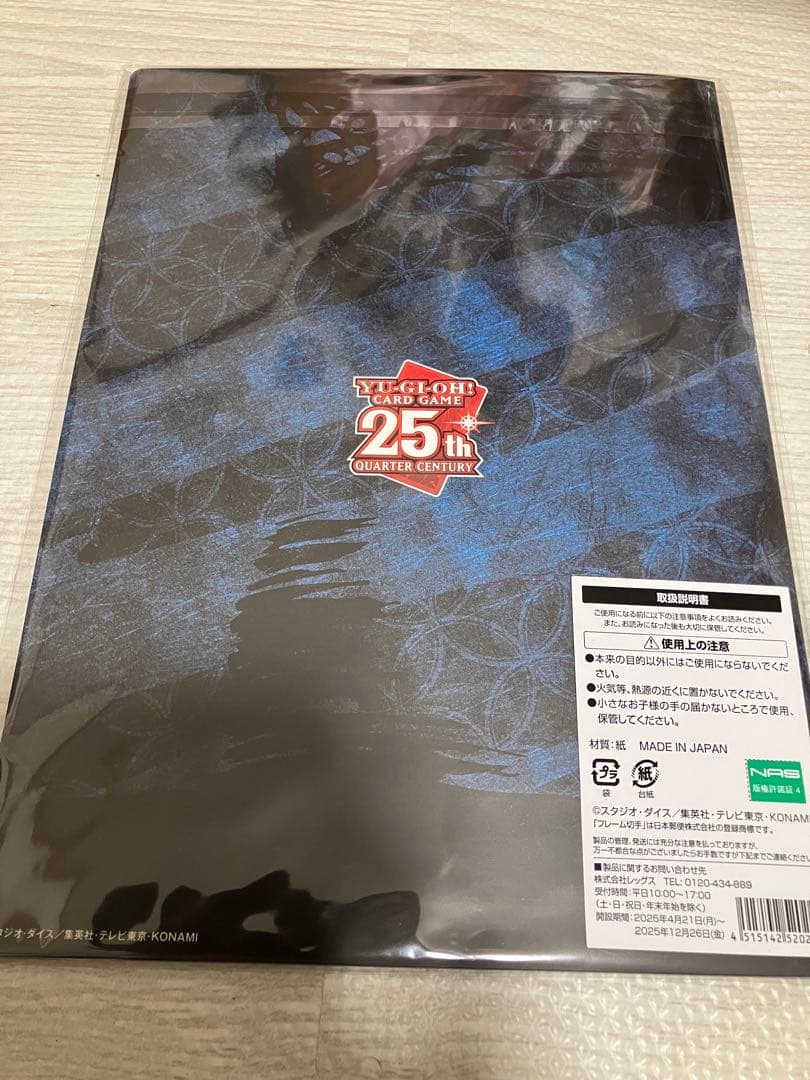 YU-GI-OH!
CARD GAME
25th
QUARTER CENTURY
取扱説明書
ご使用になる前に以下の注意事項をよくお読みください。
また、お読みになった後も大切に保管してください。
使用上の注意
●本来の目的以外にはご使用にならないでくだ
さい。
●火気等、熱源の近くに置かないでください。
●小さなお子様の手の届かないところで使用、
保管してください。
材質:紙 MADE IN JAPAN
プラ
袋
紙
台紙
NAS
版権許諾証 4
©スタジオ・ダイス/集英社・テレビ東京・KONAMI
「フレーム切手」は日本郵便株式会社の登録商標です。
製品の管理、発送には充分な注意を払っておりますが、
万一不都合な点がございましたらお手数ですが下記までご連絡くださ
■製品に関するお問い合わせ先
株式会社レッグス TEL: 0120-434-889
受付時間:平日10:00~17:00
(土・日・祝日・年末年始を除く)
開設期間:2025年4月21日(月)~
2025年12月26日(金)
4 515142 5202
タジオ・ダイス/集英社・テレビ東京・KONAMI